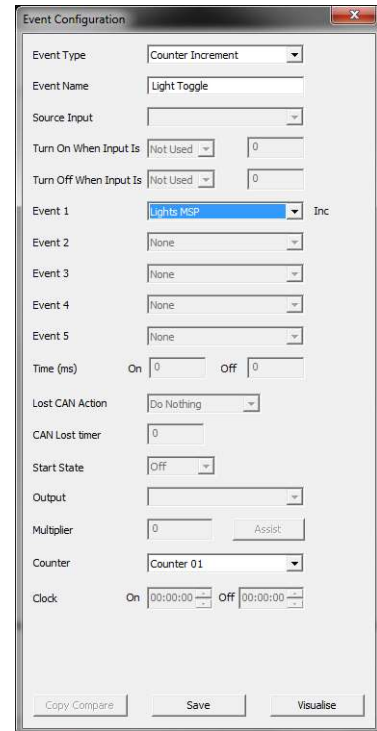 Event Configuration
Event Type Counter Increment
Event Name Light Toggle
Source Input
Turn On When Input Is Not Used 0
Turn Off When Input Is Not Used 0
Event 1 Lights MSP Inc
Event 2 None
Event 3 None
Event 4 None
Event 5 None
Time (ms) On 0 Off 0
Lost CAN Action Do Nothing
CAN Lost timer 0
Start State Off
Output
Multiplier 0 Assist
Counter Counter 01
Clock On 00:00:00 Off 00:00:00
Copy Compare Save Visualise